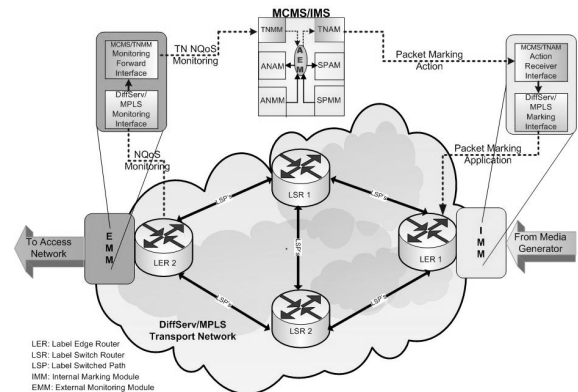 MCMS/IMS
MCMS/TNMM
Monitoring
Forward
Interface
DiffServ/
MPLS
Monitoring
Interface
TN NQoS
Monitoring
TNMM
TNAM
ANAM
A
E
M
SPAM
ANMM
SPMM
Packet Marking
Action
MCMS/TNAM
Action
Receiver
Interface
DiffServ/
MPLS
Marking
Interface
NQoS
Monitoring
Packet Marking
Application
LSR 1
LSP's
LSP's
LSP's
LSP's
LSP's
To Access
Network
E
M
M
LER 2
LER 1
I
M
M
From Media
Generator
LSR 2
DiffServ/MPLS
Transport Network
LER: Label Edge Router
LSR: Label Switch Router
LSP: Label Switched Path
IMM: Internal Marking Module
EMM: External Monitoring Module